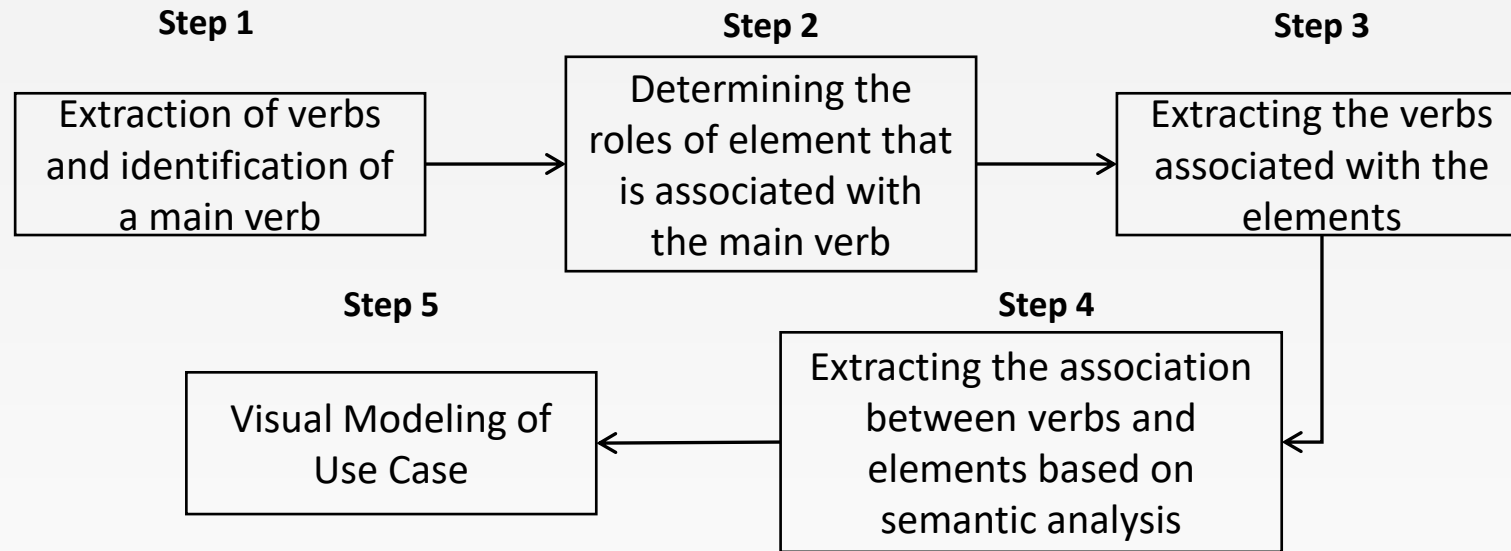 Step 1
Extraction of verbs
and identification of
a main verb
Step 2
Determining the
roles of element that
is associated with
the main verb
Step 3
Extracting the verbs
associated with the
elements
Step 4
Extracting the association
between verbs and
elements based on
semantic analysis
Step 5
Visual Modeling of
Use Case